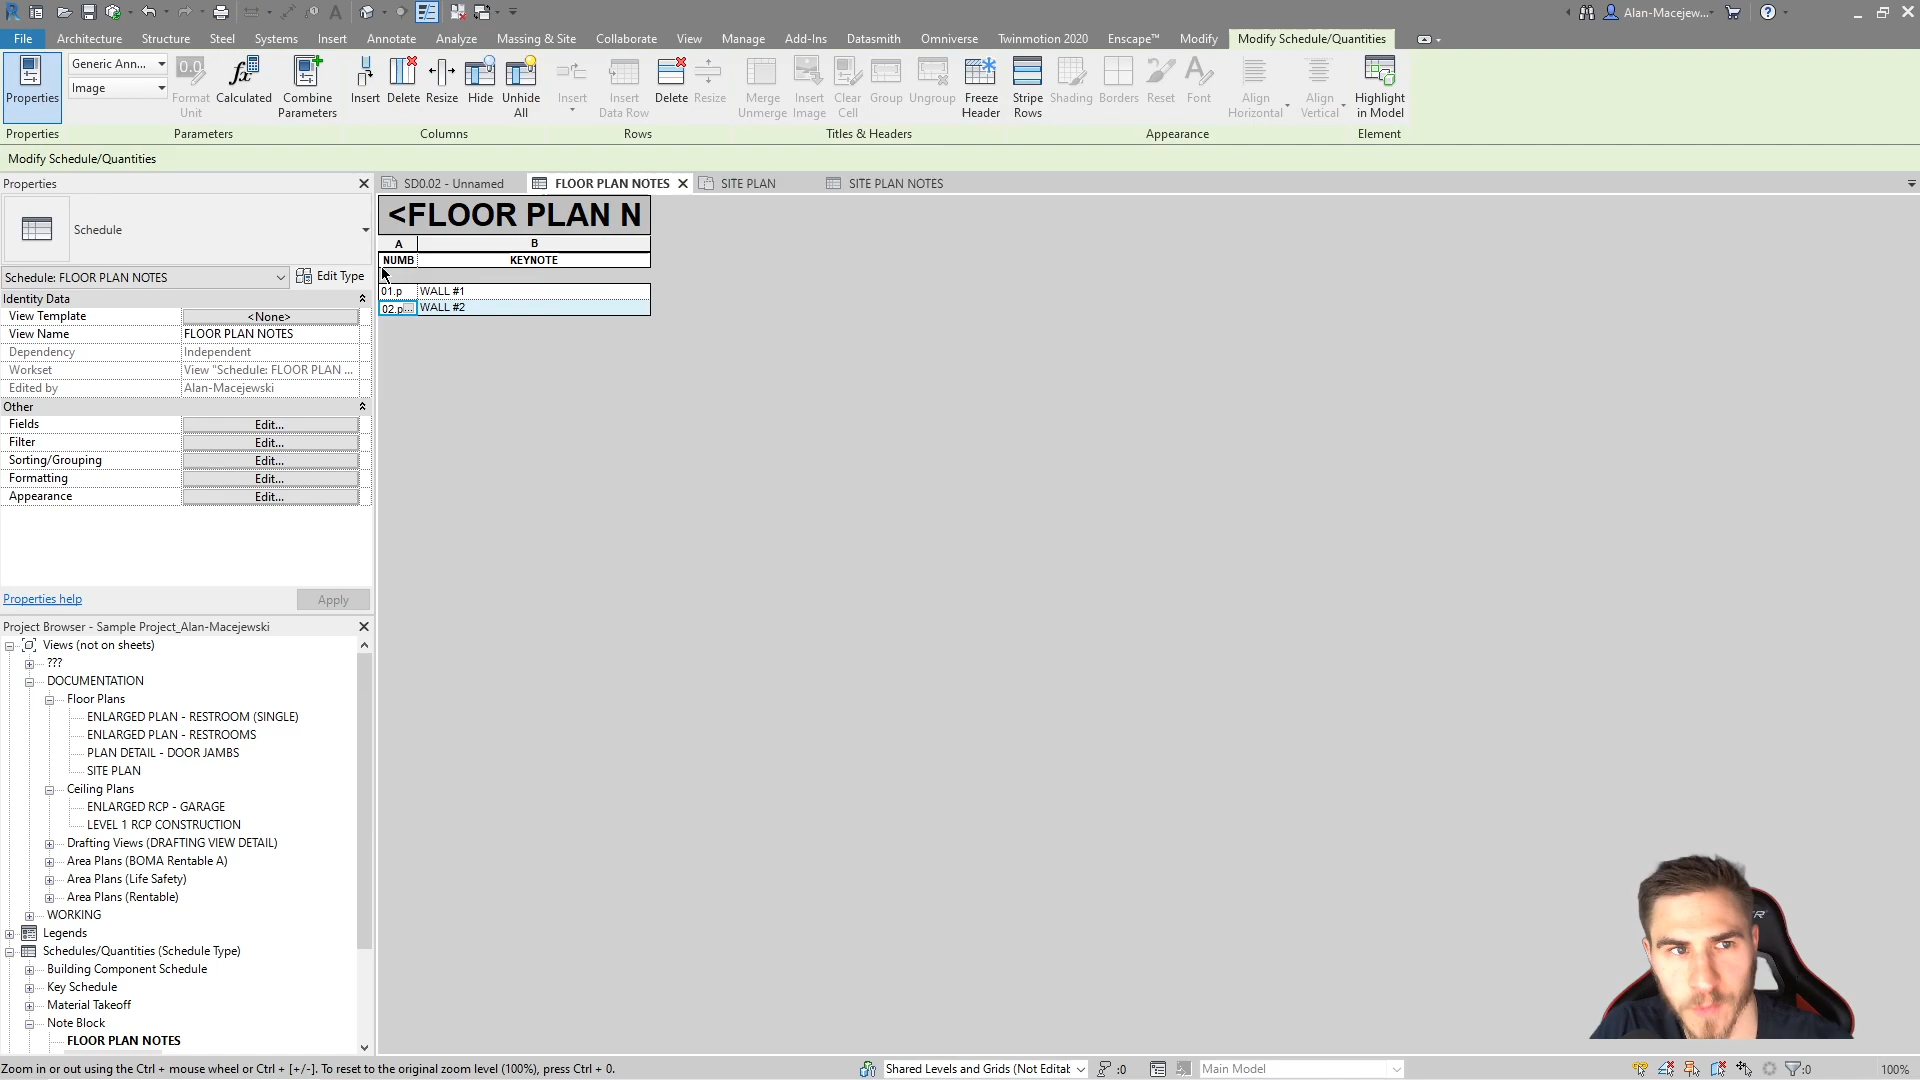 Alan-Macejew...
File Architecture Structure Steel Systems Insert Annotate Analyze Massing & Site Collaborate View Manage Add-Ins Datasmith Omniverse Twinmotion 2020 Enscape™ Modify Modify Schedule/Quantities
Generic Ann...
Image
Properties Format Unit Calculated Combine Parameters Insert Delete Resize Hide Unhide All Insert Insert Data Row Delete Resize Merge Unmerge Insert Image Clear Cell Group Ungroup Freeze Header Stripe Rows Shading Borders Reset Font Align Horizontal Align Vertical Highlight in Model
Properties Parameters Columns Rows Titles & Headers Appearance Element
Modify Schedule/Quantities
Properties
SD0.02 - Unnamed FLOOR PLAN NOTES SITE PLAN SITE PLAN NOTES
Schedule
Schedule: FLOOR PLAN NOTES Edit Type
Identity Data
View Template <None>
View Name FLOOR PLAN NOTES
Dependency Independent
Workset View "Schedule: FLOOR PLAN ...
Edited by Alan-Macejewski
Other
Fields Edit...
Filter Edit...
Sorting/Grouping Edit...
Formatting Edit...
Appearance Edit...
Properties help Apply
<FLOOR PLAN N
A B
NUMB KEYNOTE
01.p WALL #1
02.p... WALL #2
Project Browser - Sample Project_Alan-Macejewski
Views (not on sheets)
???
DOCUMENTATION
Floor Plans
ENLARGED PLAN - RESTROOM (SINGLE)
ENLARGED PLAN - RESTROOMS
PLAN DETAIL - DOOR JAMBS
SITE PLAN
Ceiling Plans
ENLARGED RCP - GARAGE
LEVEL 1 RCP CONSTRUCTION
Drafting Views (DRAFTING VIEW DETAIL)
Area Plans (BOMA Rentable A)
Area Plans (Life Safety)
Area Plans (Rentable)
WORKING
Legends
Schedules/Quantities (Schedule Type)
Building Component Schedule
Key Schedule
Material Takeoff
Note Block
FLOOR PLAN NOTES
Zoom in or out using the Ctrl + mouse wheel or Ctrl + [+/-]. To reset to the original zoom level (100%), press Ctrl + 0.
Shared Levels and Grids (Not Editab :0 Main Model :0 100%